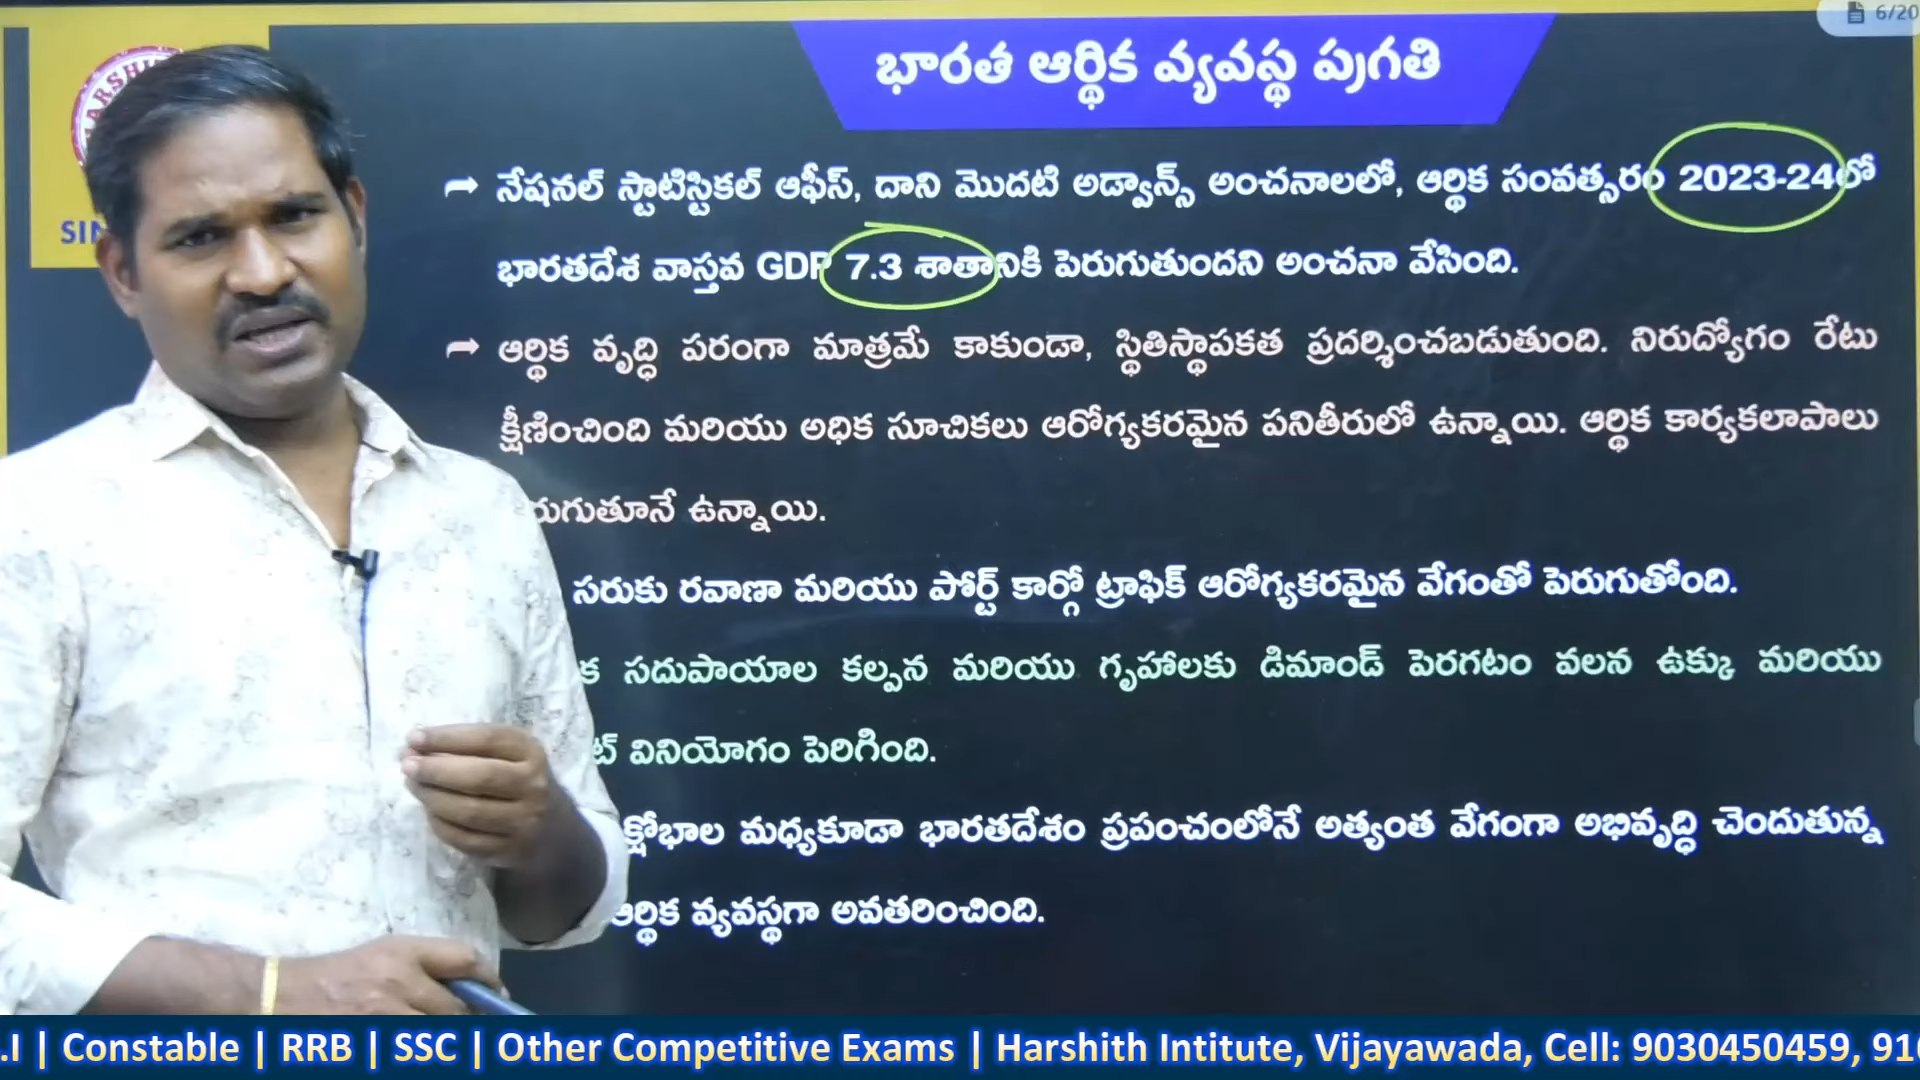 6/20
భారత ఆర్థిక వ్యవస్థ పురగతి
నేషనల్ స్టాటిస్టికల్ ఆఫీస్, దాని మొదటి అడ్వాన్స్ అంచనాలలో, ఆర్థిక సంవత్సరం 2023-24లో
భారతదేశ వాస్తవ GDP 7.3 శాతానికి పెరుగుతుందని అంచనా వేసింది.
ఆర్థిక వృద్ధి పరంగా మాత్రమే కాకుండా, స్థితిస్థాపకత ప్రదర్శించబడుతుంది. నిరుద్యోగం రేటు
క్షీణించింది మరియు అధిక సూచికలు ఆరోగ్యకరమైన పనితీరులో ఉన్నాయి. ఆర్థిక కార్యకలాపాలు
రుగుతూనే ఉన్నాయి.
సరుకు రవాణా మరియు పోర్ట్ కార్గో ట్రాఫిక్ ఆరోగ్యకరమైన వేగంతో పెరుగుతోంది.
క సదుపాయాల కల్పన మరియు గృహాలకు డిమాండ్ పెరగటం వలన ఉక్కు మరియు
ట్ వినియోగం పెరిగింది.
క్షోభాల మధ్యకూడా భారతదేశం ప్రపంచంలోనే అత్యంత వేగంగా అభివృద్ధి చెందుతున్న
ఆర్థిక వ్యవస్థగా అవతరించింది.
.I | Constable | RRB | SSC | Other Competitive Exams | Harshith Intitute, Vijayawada, Cell: 9030450459, 910